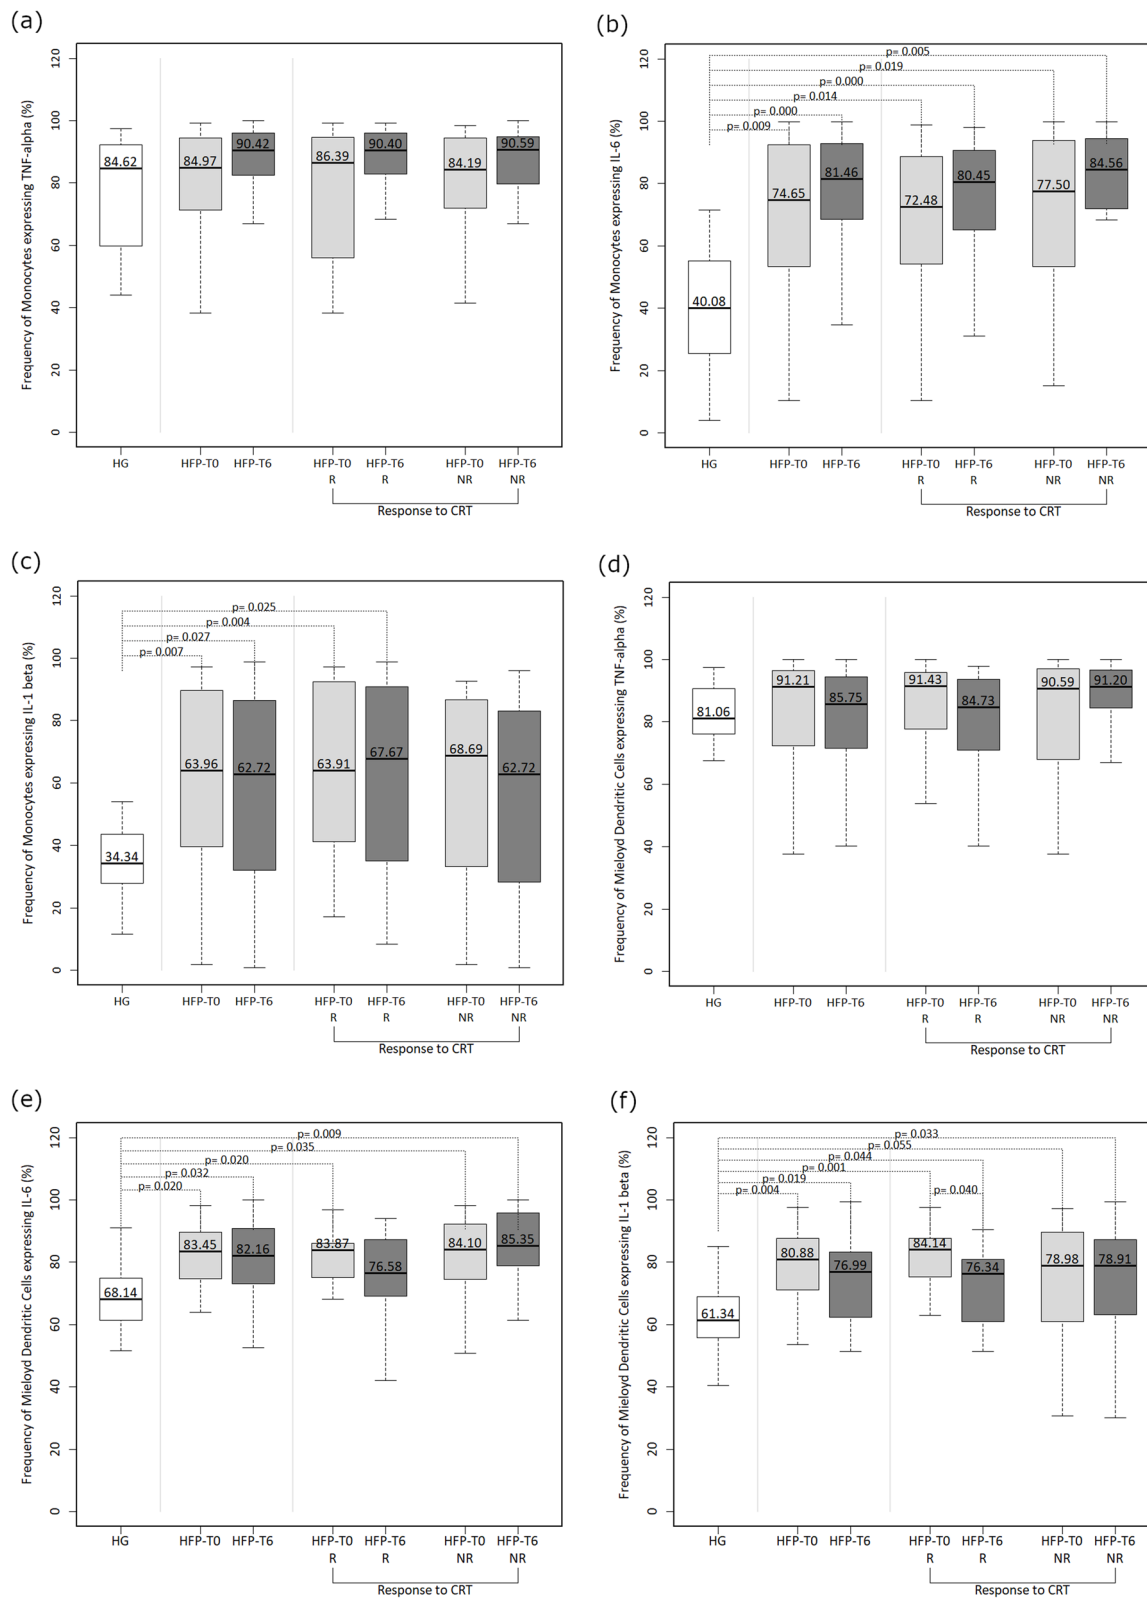 (a)
Frequency of Monocytes expressing TNF-alpha (%)
120
100
80
60
40
20
0
84.62
84.97
90.42
86.39
90.40
84.19
90.59
HG
HFP-T0
HFP-T6
HFP-T0 R
HFP-T6 R
HFP-T0 NR
HFP-T6 NR
Response to CRT
(b)
Frequency of Monocytes expressing IL-6 (%)
120
100
80
60
40
20
0
p= 0.005
p= 0.019
p= 0.000
p= 0.014
p= 0.000
p= 0.009
40.08
74.65
81.46
72.48
80.45
77.50
84.56
HG
HFP-T0
HFP-T6
HFP-T0 R
HFP-T6 R
HFP-T0 NR
HFP-T6 NR
Response to CRT
(c)
Frequency of Monocytes expressing IL-1 beta (%)
120
100
80
60
40
20
0
p= 0.025
p= 0.004
p= 0.027
p= 0.007
34.34
63.96
62.72
63.91
67.67
68.69
62.72
HG
HFP-T0
HFP-T6
HFP-T0 R
HFP-T6 R
HFP-T0 NR
HFP-T6 NR
Response to CRT
(d)
Frequency of Mieloyd Dendritic Cells expressing TNF-alpha (%)
120
100
80
60
40
20
0
81.06
91.21
85.75
91.43
84.73
90.59
91.20
HG
HFP-T0
HFP-T6
HFP-T0 R
HFP-T6 R
HFP-T0 NR
HFP-T6 NR
Response to CRT
(e)
Frequency of Mieloyd Dendritic Cells expressing IL-6 (%)
120
100
80
60
40
20
0
p= 0.009
p= 0.035
p= 0.020
p= 0.032
p= 0.020
68.14
83.45
82.16
83.87
76.58
84.10
85.35
HG
HFP-T0
HFP-T6
HFP-T0 R
HFP-T6 R
HFP-T0 NR
HFP-T6 NR
Response to CRT
(f)
Frequency of Mieloyd Dendritic Cells expressing IL-1 beta (%)
120
100
80
60
40
20
0
p= 0.033
p= 0.055
p= 0.044
p= 0.001
p= 0.019
p= 0.004
p= 0.040
61.34
80.88
76.99
84.14
76.34
78.98
78.91
HG
HFP-T0
HFP-T6
HFP-T0 R
HFP-T6 R
HFP-T0 NR
HFP-T6 NR
Response to CRT